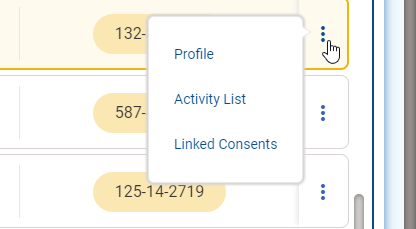 132-
Profile
Activity List
587-
Linked Consents
125-14-2719